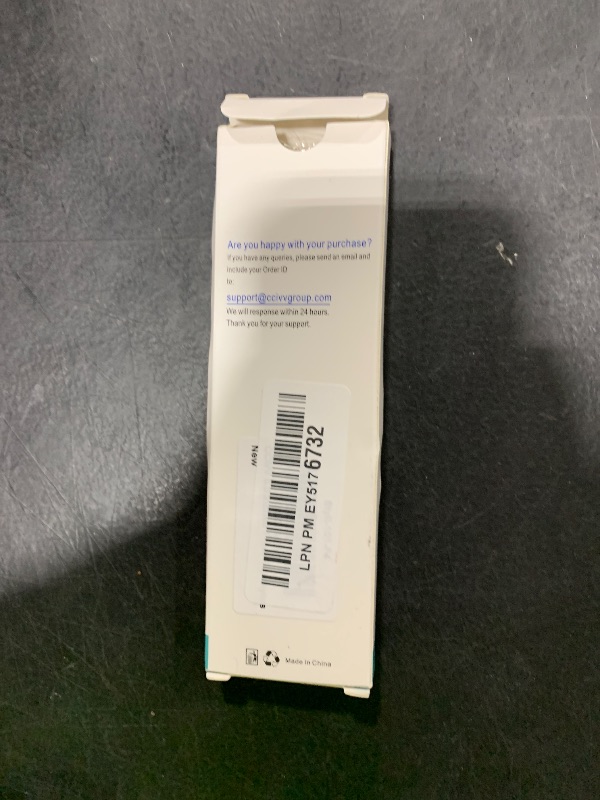 Are you happy with your purchase?
If you have any queries, please send an email and
include your Order ID
to:
support@ccivvgroup.com
We will response within 24 hours.
Thank you for your support.
New
LPN PM EY5176732
Made in China